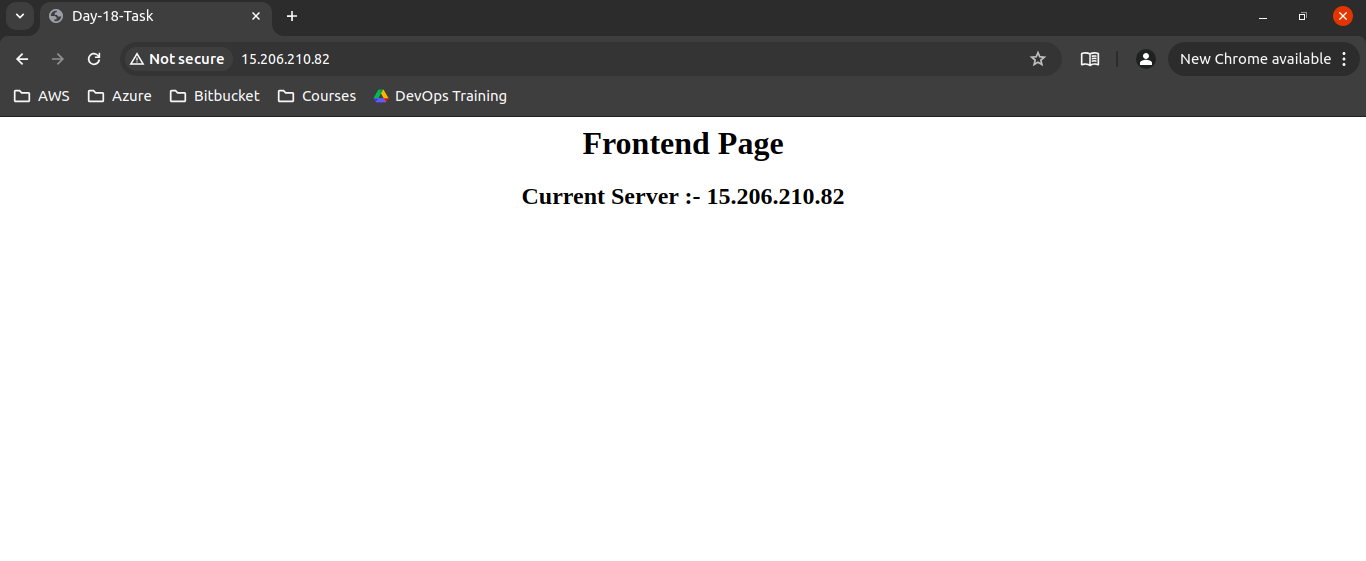 Day-18-Task
Not secure 15.206.210.82 New Chrome available
AWS Azure Bitbucket Courses DevOps Training
Frontend Page
Current Server :- 15.206.210.82